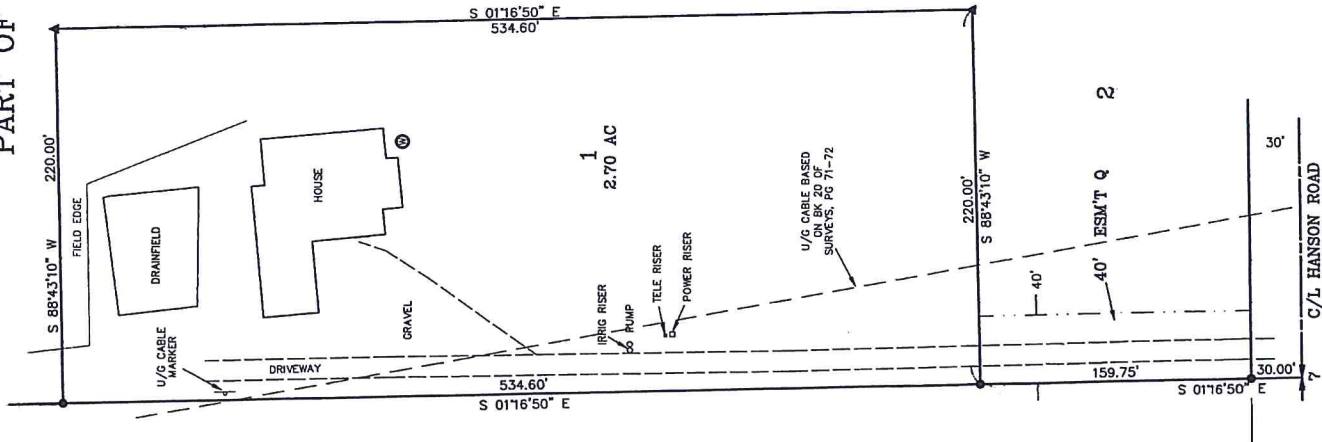 PART OF
S 01°16'50" E
534.60'
S 88°43'10" W
220.00'
FIELD EDGE
DRAINFIELD
HOUSE
W
1
2.70 AC
U/G CABLE BASED
ON BK 20 OF
SURVEYS, PG 71-72
220.00'
S 88°43'10" W
2
30'
ESM'T Q
40'
40'
C/L HANSON ROAD
TELE RISER
POWER RISER
IRRIG RISER
PUMP
GRAVEL
U/G CABLE
MARKER
DRIVEWAY
534.60'
S 01°16'50" E
159.75'
S 01°16'50" E
30.00'
7